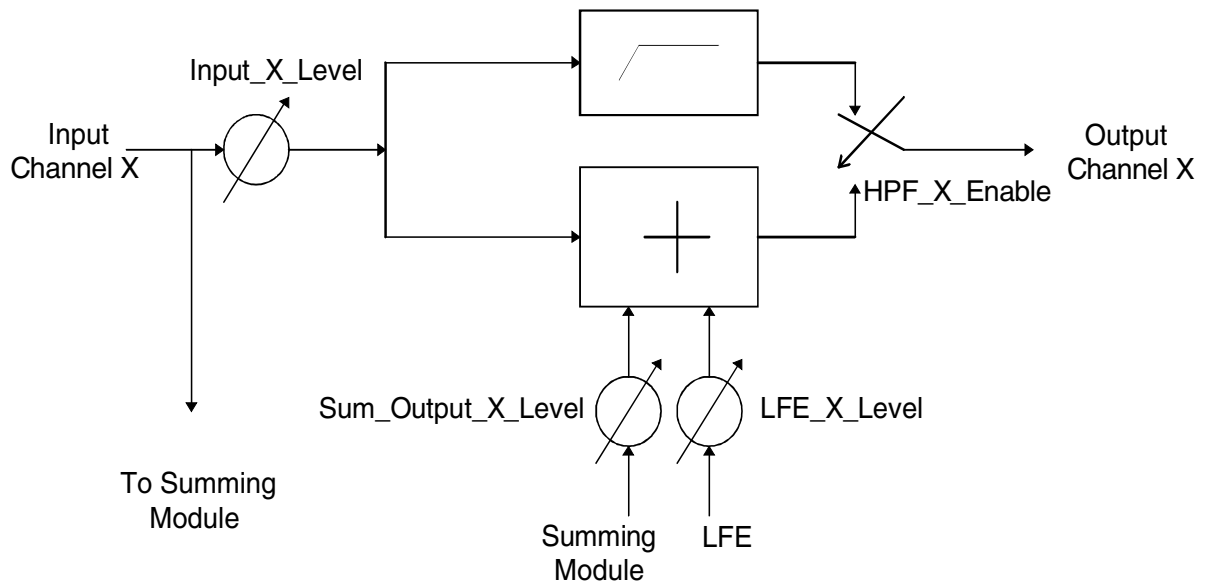 Input_X_Level
Input
Channel X
Output
Channel X
HPF_X_Enable
Sum_Output_X_Level
LFE_X_Level
To Summing
Module
Summing
Module
LFE